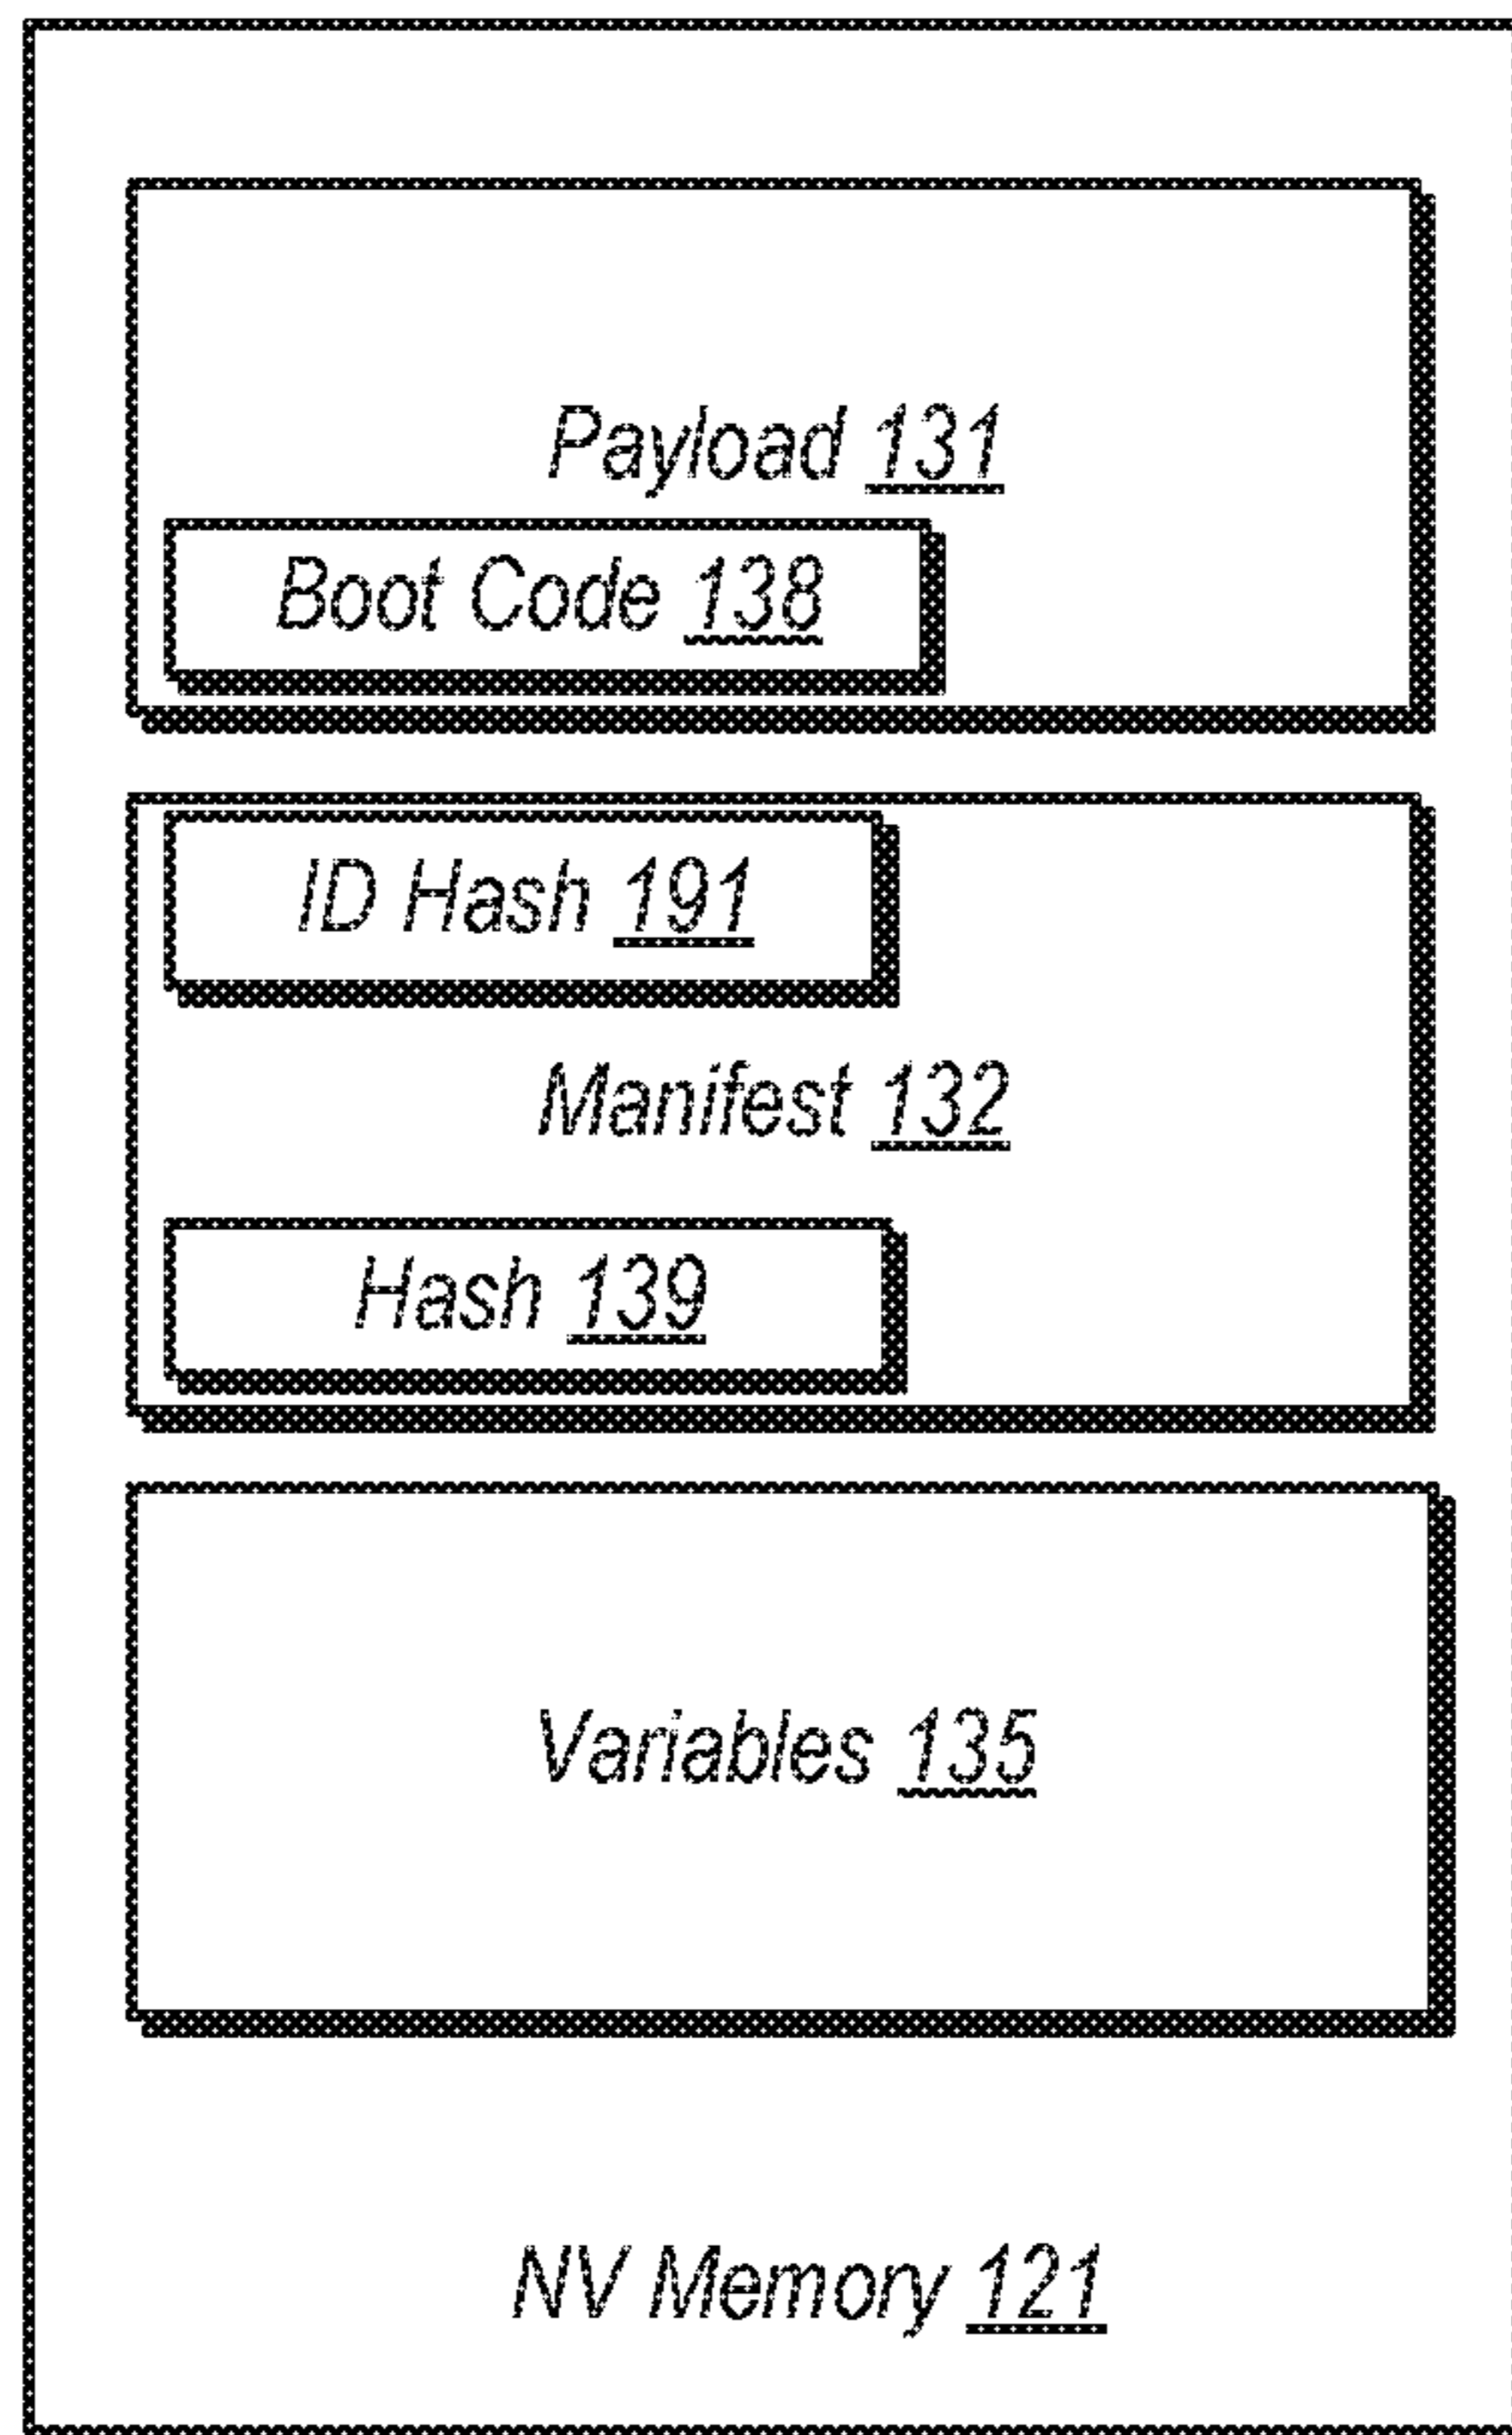 Payload 131
Boot Code 138
ID Hash 191
Manifest 132
Hash 139
Variables 135
NV Memory 121